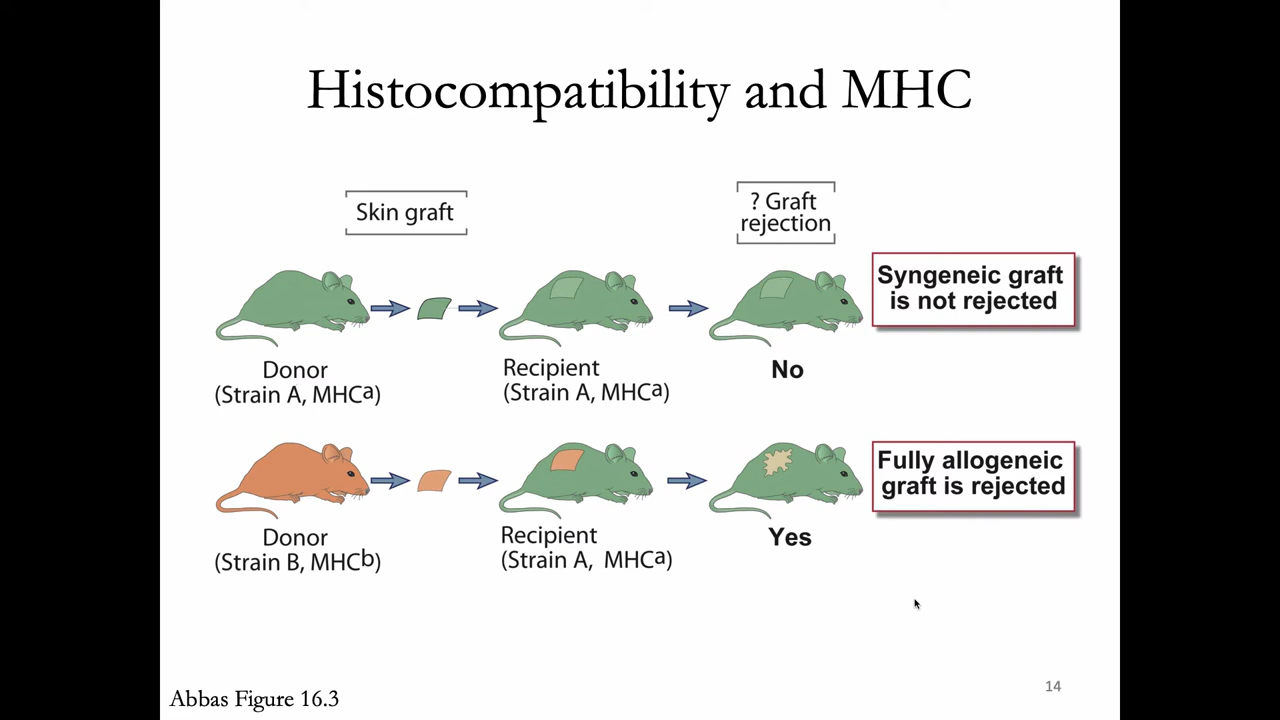 Histocompatibility and MHC
Skin graft
? Graft
rejection
Syngeneic graft
is not rejected
Donor
(Strain A, MHCa)
Recipient
(Strain A, MHCa)
No
Fully allogeneic
graft is rejected
Donor
(Strain B, MHCb)
Recipient
(Strain A, MHCa)
Yes
Abbas Figure 16.3
14